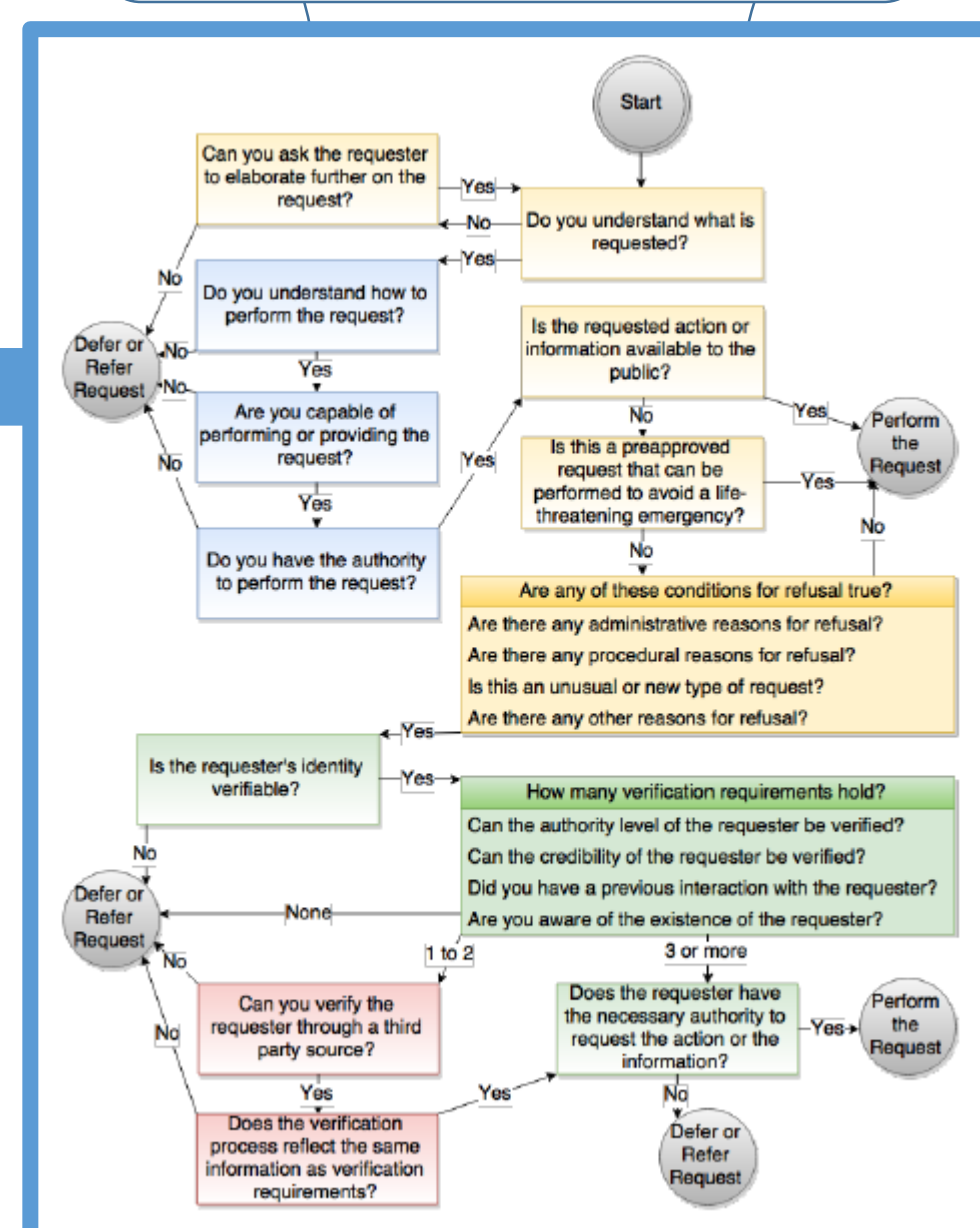 Start
Can you ask the requester
to elaborate further on the
request?
Yes
No
Do you understand what is
requested?
Yes
No
Do you understand how to
perform the request?
Is the requested action or
information available to the
public?
Defer or
Refer
Request
No
Yes
No
Are you capable of
performing or providing the
request?
No
Yes
Perform
the
Request
Is this a preapproved
request that can be
performed to avoid a life-
threatening emergency?
Yes
No
Yes
Yes
No
No
Do you have the authority
to perform the request?
Are any of these conditions for refusal true?
Are there any administrative reasons for refusal?
Are there any procedural reasons for refusal?
Is this an unusual or new type of request?
Are there any other reasons for refusal?
Yes
Is the requester's identity
verifiable?
Yes
How many verification requirements hold?
Can the authority level of the requester be verified?
Can the credibility of the requester be verified?
Did you have a previous interaction with the requester?
Are you aware of the existence of the requester?
No
Defer or
Refer
Request
None
1 to 2
3 or more
No
Can you verify the
requester through a third
party source?
Does the requester have
the necessary authority to
request the action or the
information?
Yes
Perform
the
Request
No
Yes
Yes
No
Does the verification
process reflect the same
information as verification
requirements?
Defer or
Refer
Request